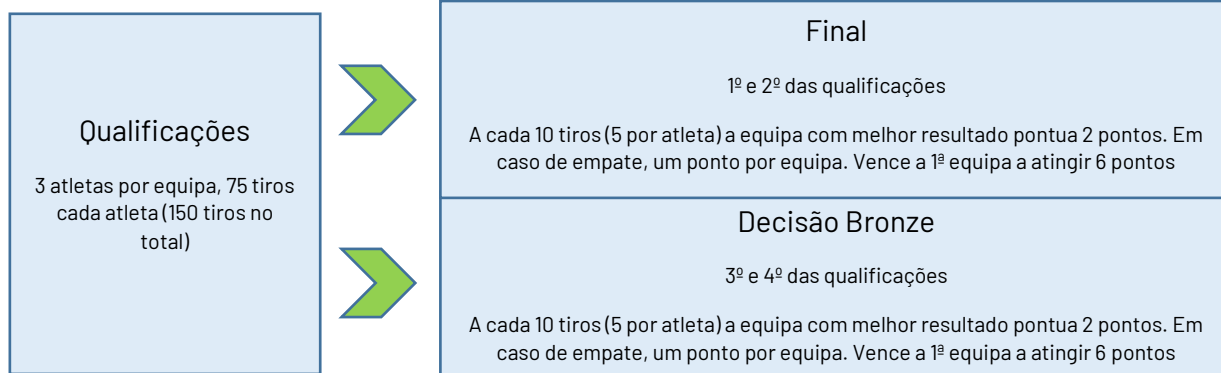 Qualificações
3 atletas por equipa, 75 tiros
cada atleta (150 tiros no
total)
Final
1º e 2º das qualificações
A cada 10 tiros (5 por atleta) a equipa com melhor resultado pontua 2 pontos. Em
caso de empate, um ponto por equipa. Vence a 1ª equipa a atingir 6 pontos
Decisão Bronze
3º e 4º das qualificações
A cada 10 tiros (5 por atleta) a equipa com melhor resultado pontua 2 pontos. Em
caso de empate, um ponto por equipa. Vence a 1ª equipa a atingir 6 pontos